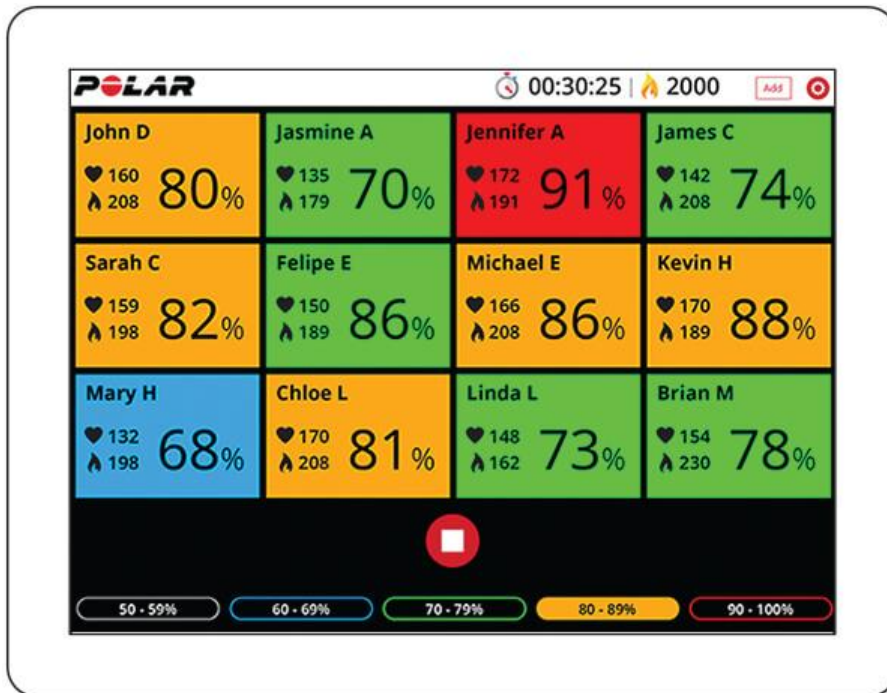 POLAR 00:30:25 | 2000 Add
John D
160
208
80%
Jasmine A
135
179
70%
Jennifer A
172
191
91%
James C
142
208
74%
Sarah C
159
198
82%
Felipe E
150
189
86%
Michael E
166
208
86%
Kevin H
170
189
88%
Mary H
132
198
68%
Chloe L
170
208
81%
Linda L
148
162
73%
Brian M
154
230
78%
50 - 59% 60 - 69% 70 - 79% 80 - 89% 90 - 100%